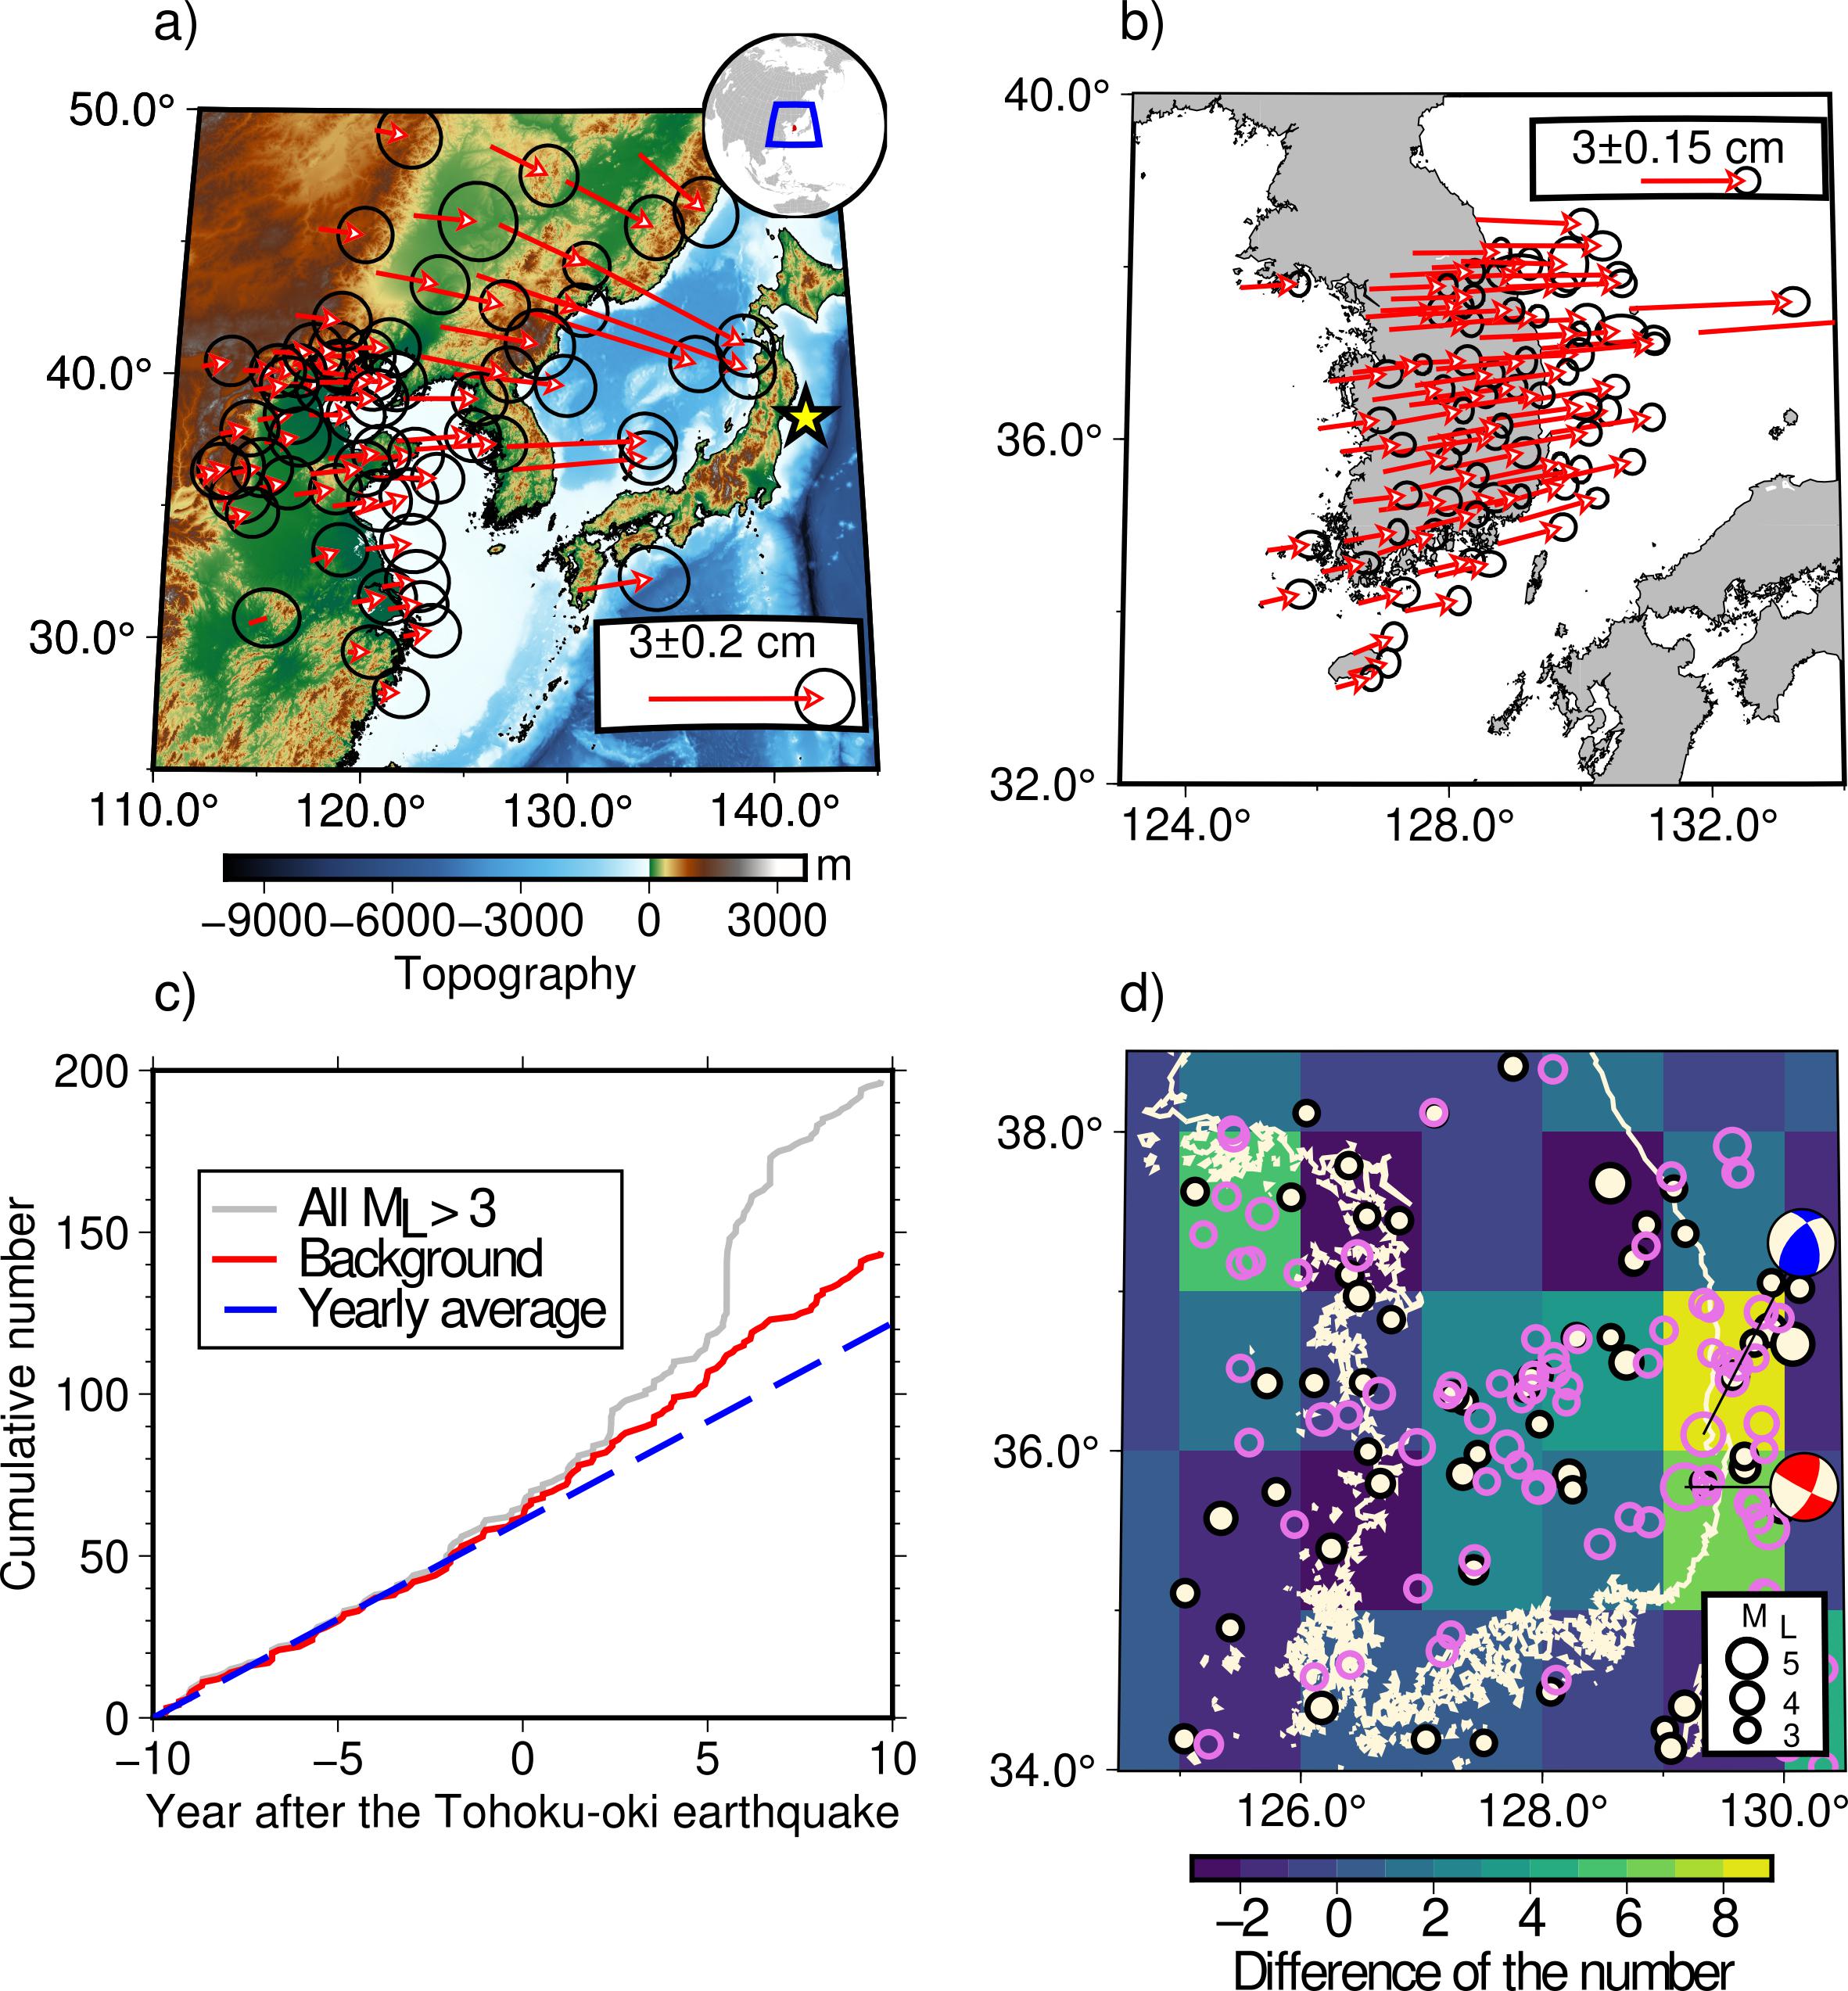 a)
50.0°
40.0°
30.0°
3±0.2 cm
110.0° 120.0° 130.0° 140.0°
m
−9000 −6000 −3000 0 3000
Topography
b)
40.0°
36.0°
32.0°
3±0.15 cm
124.0° 128.0° 132.0°
c)
200
150
100
50
0
Cumulative number
All ML > 3
Background
Yearly average
−10 −5 0 5 10
Year after the Tohoku-oki earthquake
d)
38.0°
36.0°
34.0°
ML
5
4
3
126.0° 128.0° 130.0°
−2 0 2 4 6 8
Difference of the number